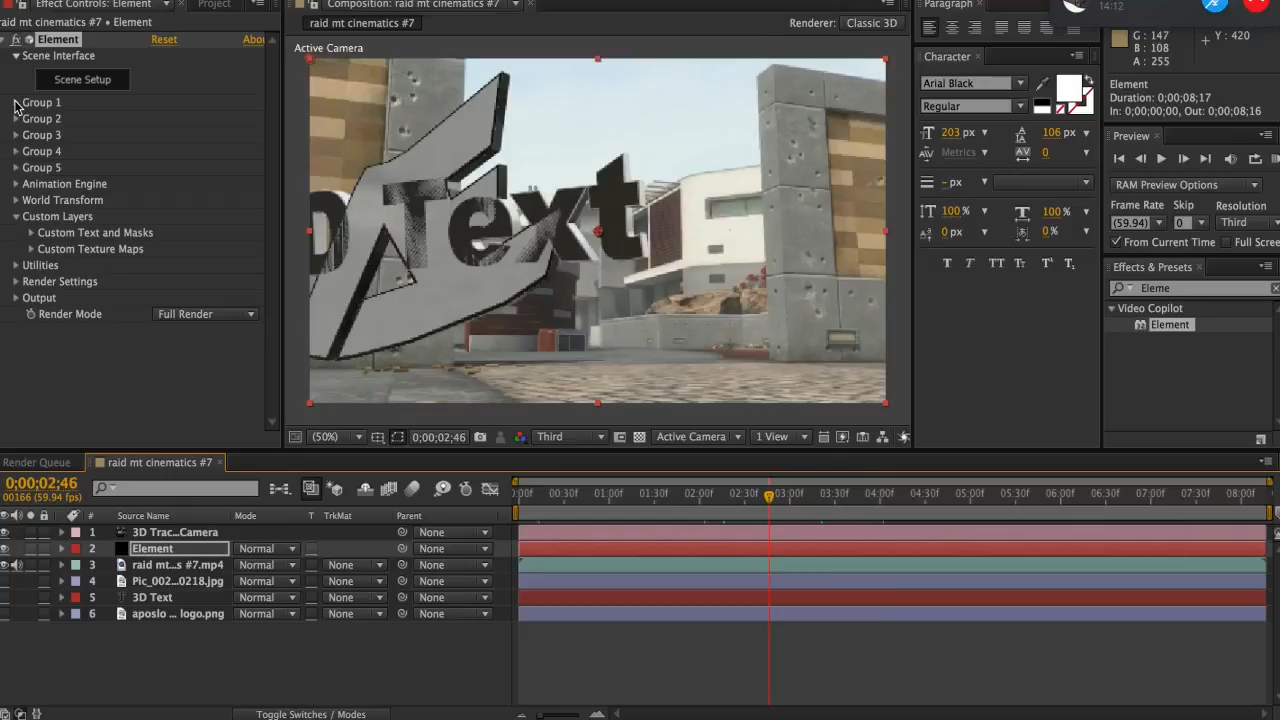 Effect Controls: Element
Project
raid mt cinematics #7 • Element
fx Element Reset Abou
Scene Interface
Scene Setup
Group 1
Group 2
Group 3
Group 4
Group 5
Animation Engine
World Transform
Custom Layers
Custom Text and Masks
Custom Texture Maps
Utilities
Render Settings
Output
Render Mode Full Render
Composition: raid mt cinematics #7
raid mt cinematics #7
Renderer: Classic 3D
Active Camera
Text
(50%) 0;00;02;46 Third Active Camera 1 View
Paragraph
Character
Arial Black
Regular
203 px 106 px
Metrics 0
- px
100 % 100 %
0 px 0 %
T T TT Tt T¹ T₁
14:12
G : 147
B : 108
A : 255
Y : 420
Element
Duration: 0;00;08;17
In: 0;00;00;00, Out: 0;00;08;16
Preview
RAM Preview Options
Frame Rate Skip Resolution
(59.94) 0 Third
From Current Time Full Scree
Effects & Presets
Eleme
Video Copilot
Element
Render Queue
raid mt cinematics #7
0;00;02;46
00166 (59.94 fps)
:00f 00:30f 01:00f 01:30f 02:00f 02:30f 03:00f 03:30f 04:00f 04:30f 05:00f 05:30f 06:00f 06:30f 07:00f 07:30f 08:00f
# Source Name Mode T TrkMat Parent
1 3D Trac...Camera None
2 Element Normal None
3 raid mt...s #7.mp4 Normal None None
4 Pic_002...0218.jpg Normal None None
5 T 3D Text Normal None None
6 aposlo ... logo.png Normal None None
Toggle Switches / Modes